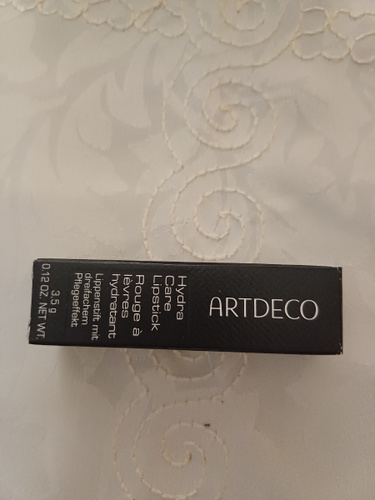 ARTDECO
Hydra
Care
Lipstick
Rouge à
lèvres
hydratant
Lippenstift mit
dreifachem
Pflegeeffekt
3.5 g
0.12 OZ. NET WT.